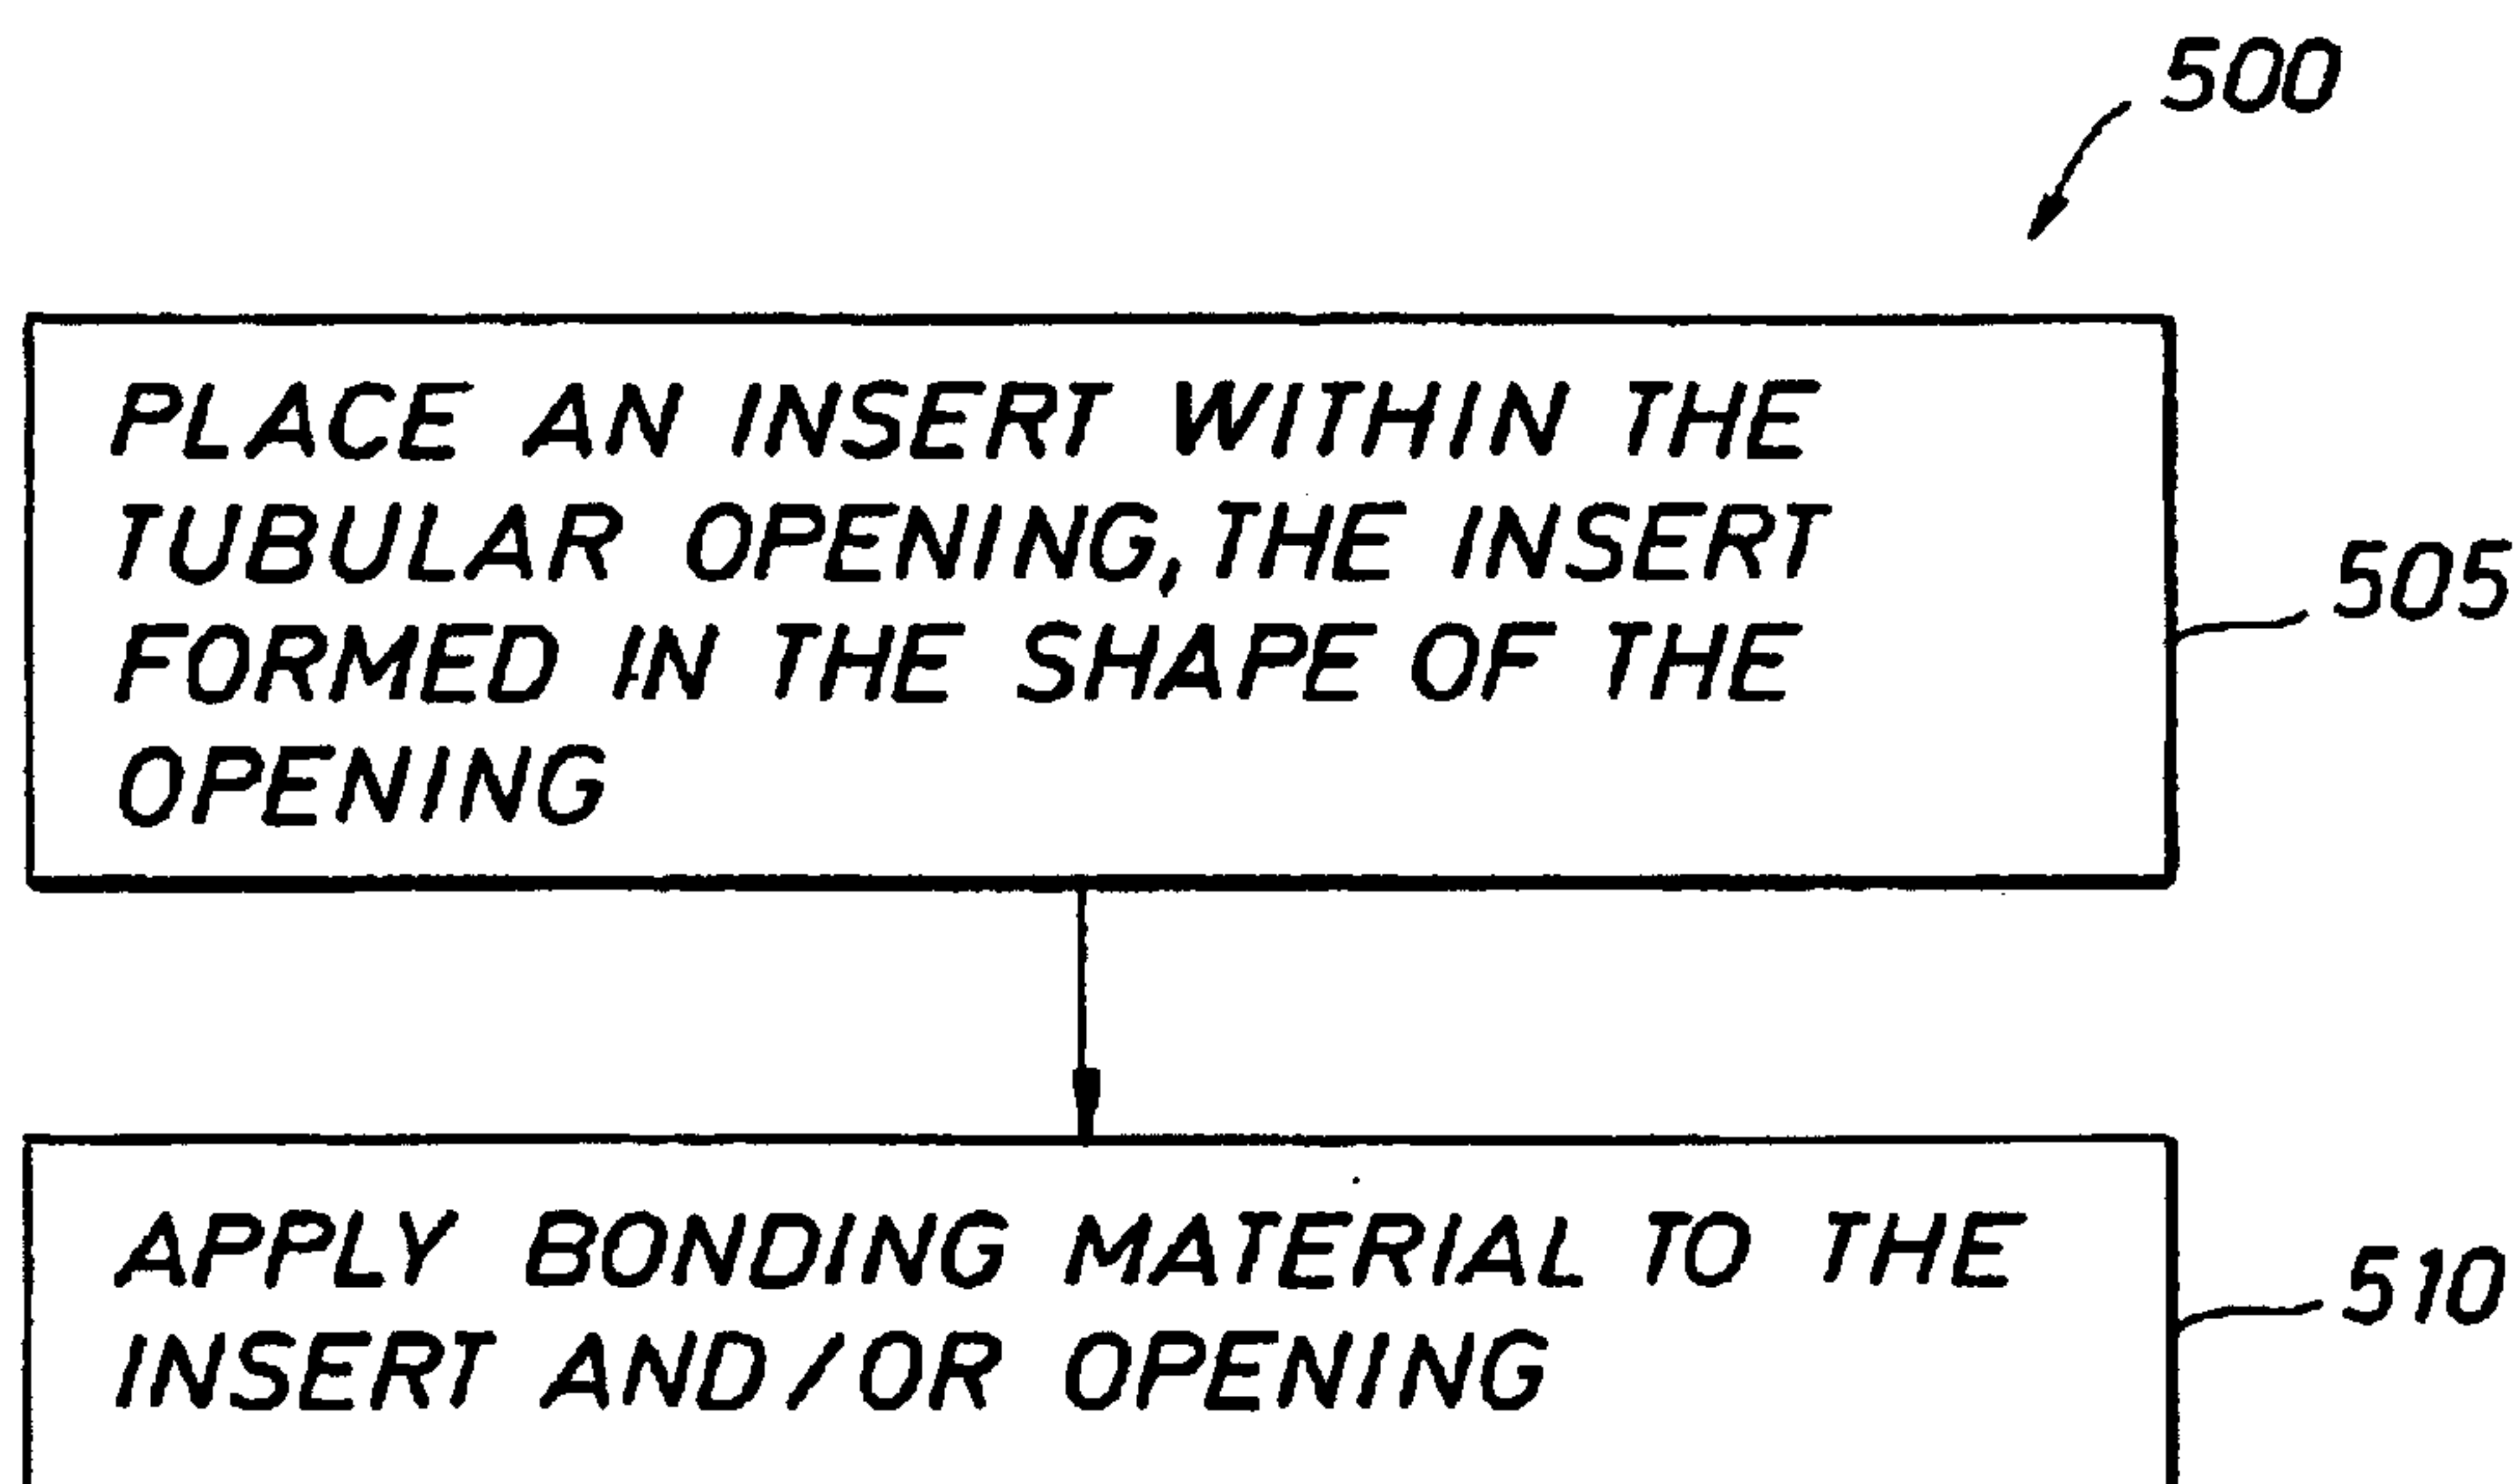 500
PLACE AN INSERT WITHIN THE
TUBULAR OPENING, THE INSERT
FORMED IN THE SHAPE OF THE
OPENING
505
APPLY BONDING MATERIAL TO THE
INSERT AND/OR OPENING
510